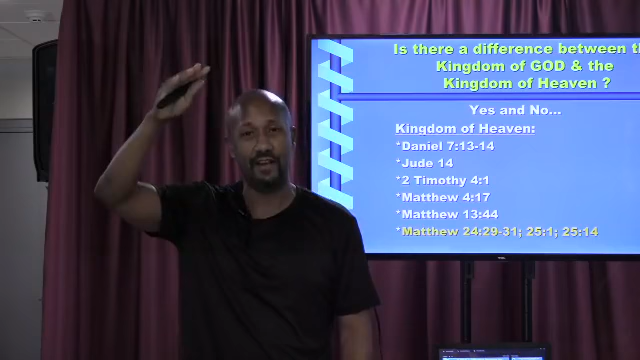 Is there a difference between th
Kingdom of GOD & the
Kingdom of Heaven ?
Yes and No...
Kingdom of Heaven:
*Daniel 7:13-14
*Jude 14
*2 Timothy 4:1
*Matthew 4:17
*Matthew 13:44
*Matthew 24:29-31; 25:1; 25:14